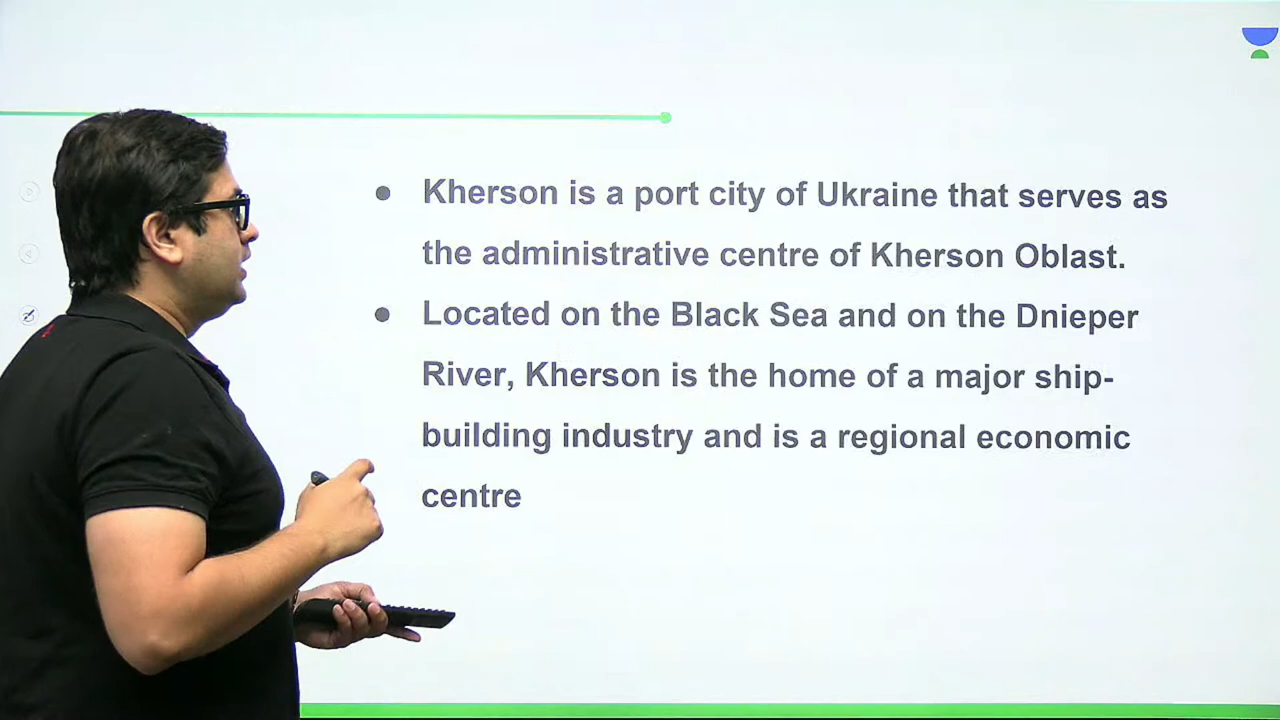 ● Kherson is a port city of Ukraine that serves as
the administrative centre of Kherson Oblast.
● Located on the Black Sea and on the Dnieper
River, Kherson is the home of a major ship-
building industry and is a regional economic
centre